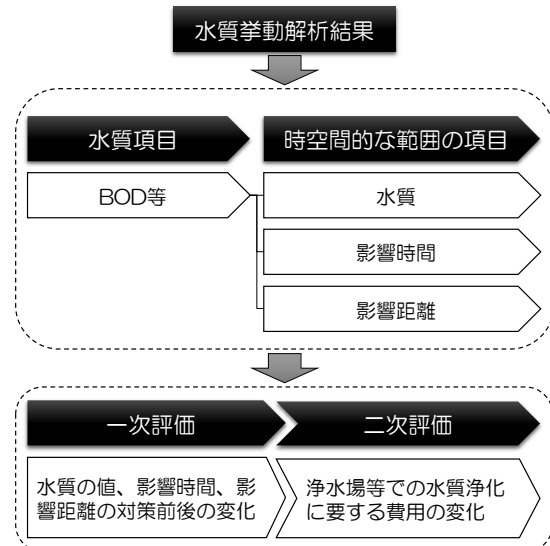 水質挙動解析結果
水質項目
時空間的な範囲の項目
BOD等
水質
影響時間
影響距離
一次評価
二次評価
水質の値、影響時間、影
響距離の対策前後の変化
浄水場等での水質浄化
に要する費用の変化